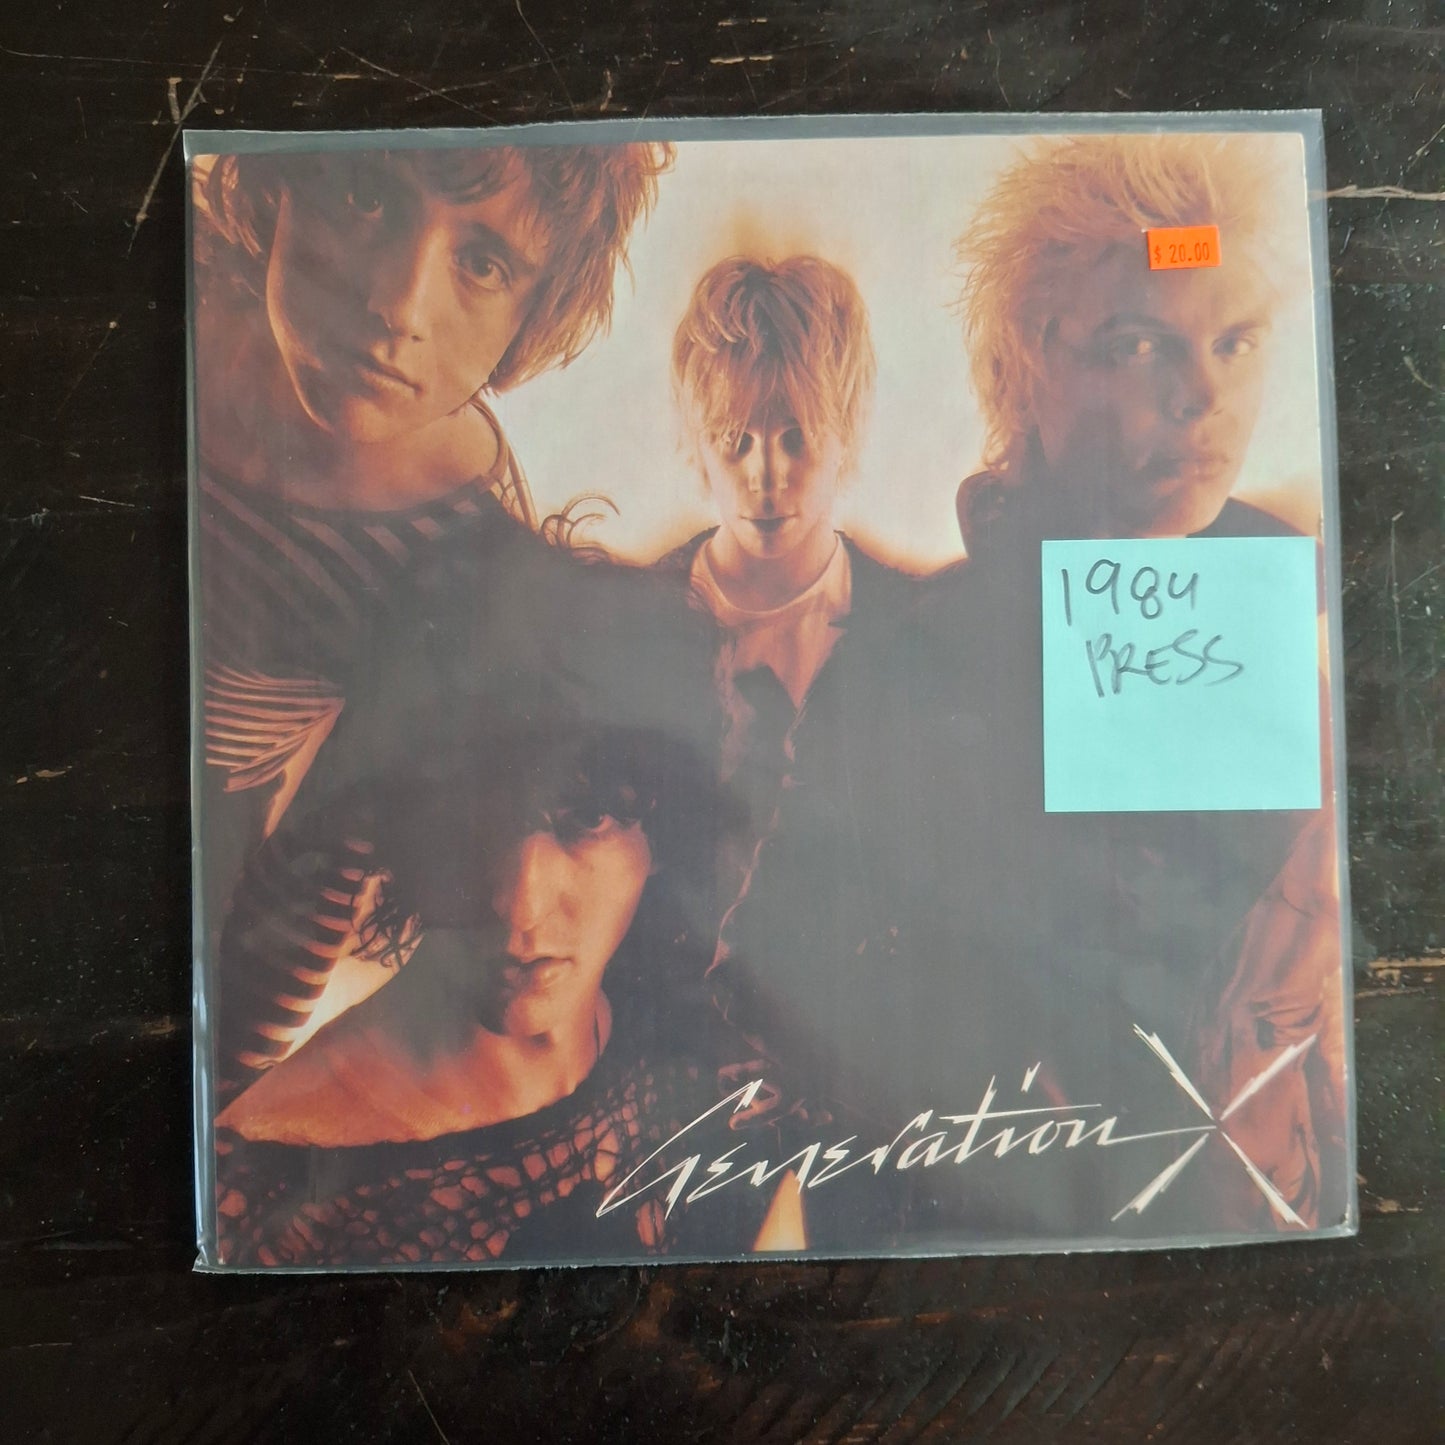 $ 20.00
1984
PRESS
Generation X